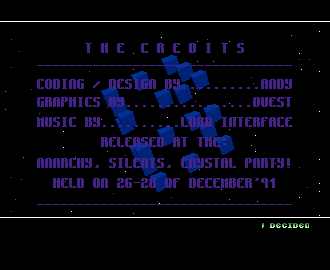 THE CREDITS
CODING / DESIGN BY..........ANDY
GRAPHICS BY................QUEST
MUSIC BY..........LORD INTERFACE
RELEASED AT THE:
ANARCHY, SILENTS, CRYSTAL PARTY!
HELD ON 26-28 OF DECEMBER'91
I DECIDED